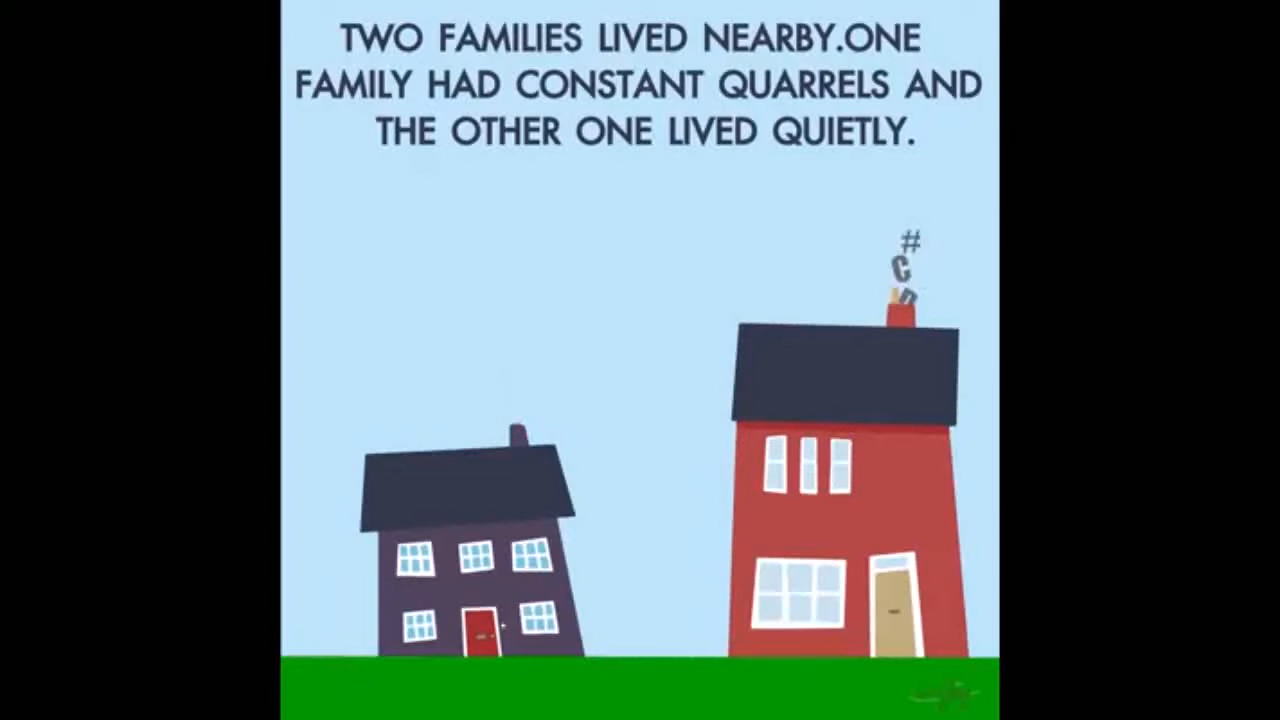 TWO FAMILIES LIVED NEARBY.ONE
FAMILY HAD CONSTANT QUARRELS AND
THE OTHER ONE LIVED QUIETLY.
#
C